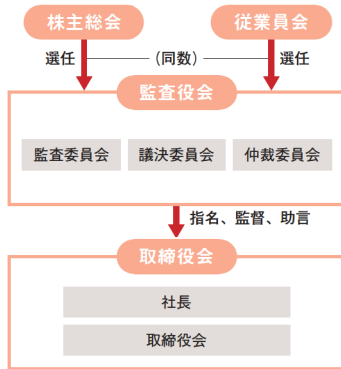 株主総会
従業員会
選任
（同数）
選任
監査役会
監査委員会
議決委員会
仲裁委員会
指名、監督、助言
取締役会
社長
取締役会